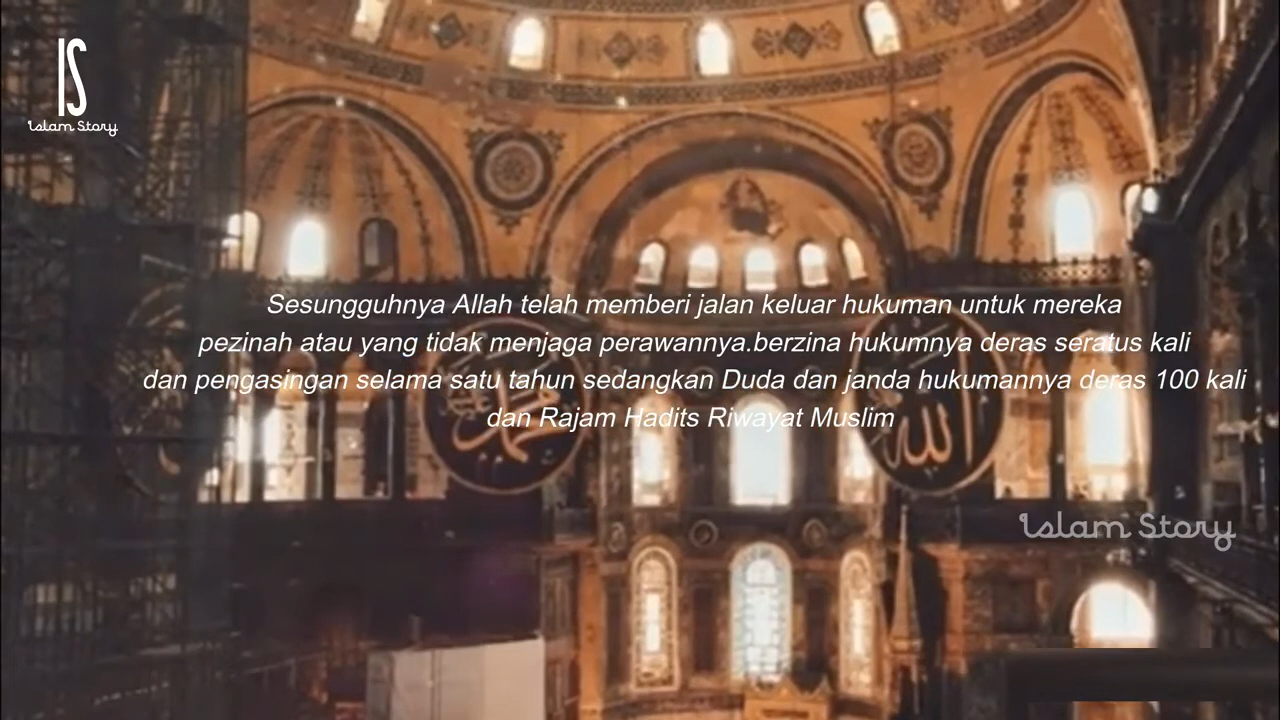 IS
Islam Story
Sesungguhnya Allah telah memberi jalan keluar hukuman untuk mereka
pezinah atau yang tidak menjaga perawannya.berzina hukumnya deras seratus kali
dan pengasingan selama satu tahun sedangkan Duda dan janda hukumannya deras 100 kali
dan Rajam Hadits Riwayat Muslim
محمد
الله
Islam Story